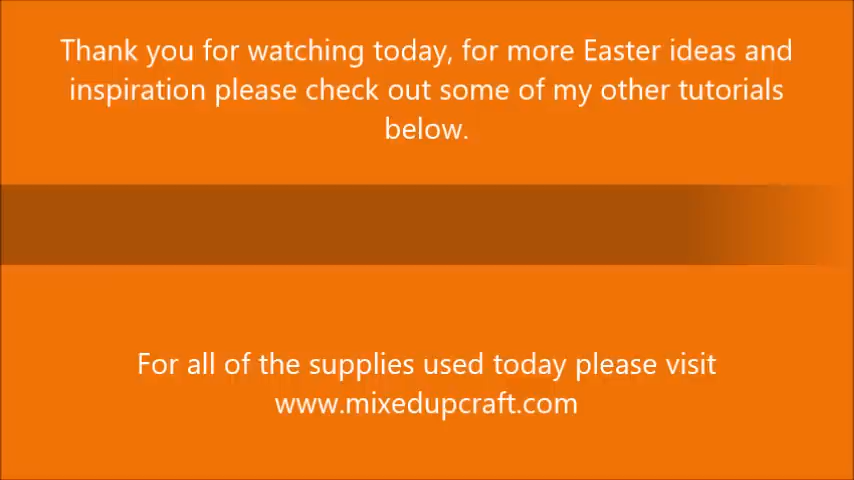 Thank you for watching today, for more Easter ideas and
inspiration please check out some of my other tutorials
below.
For all of the supplies used today please visit
www.mixedupcraft.com